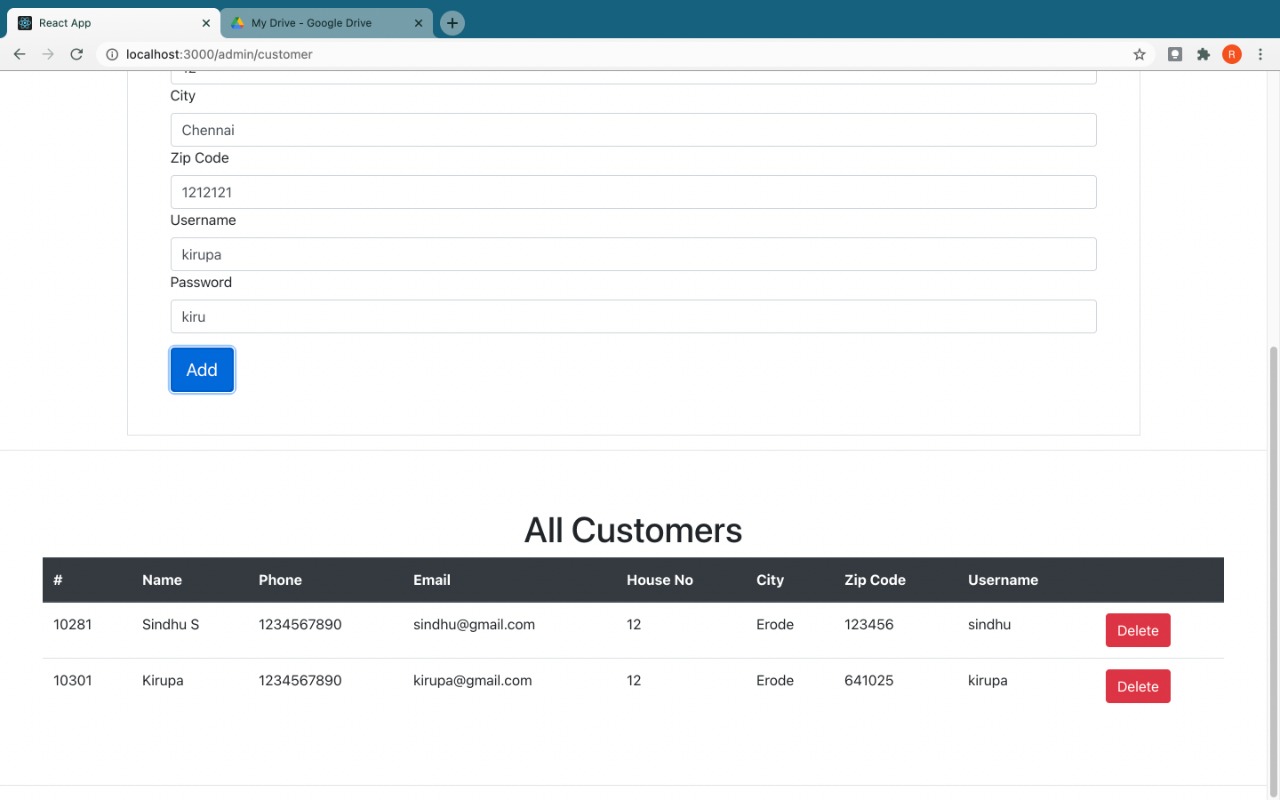 React App
My Drive - Google Drive
localhost:3000/admin/customer
R
12
City
Chennai
Zip Code
1212121
Username
kirupa
Password
kiru
Add
All Customers
# Name Phone Email House No City Zip Code Username
10281 Sindhu S 1234567890 sindhu@gmail.com 12 Erode 123456 sindhu Delete
10301 Kirupa 1234567890 kirupa@gmail.com 12 Erode 641025 kirupa Delete